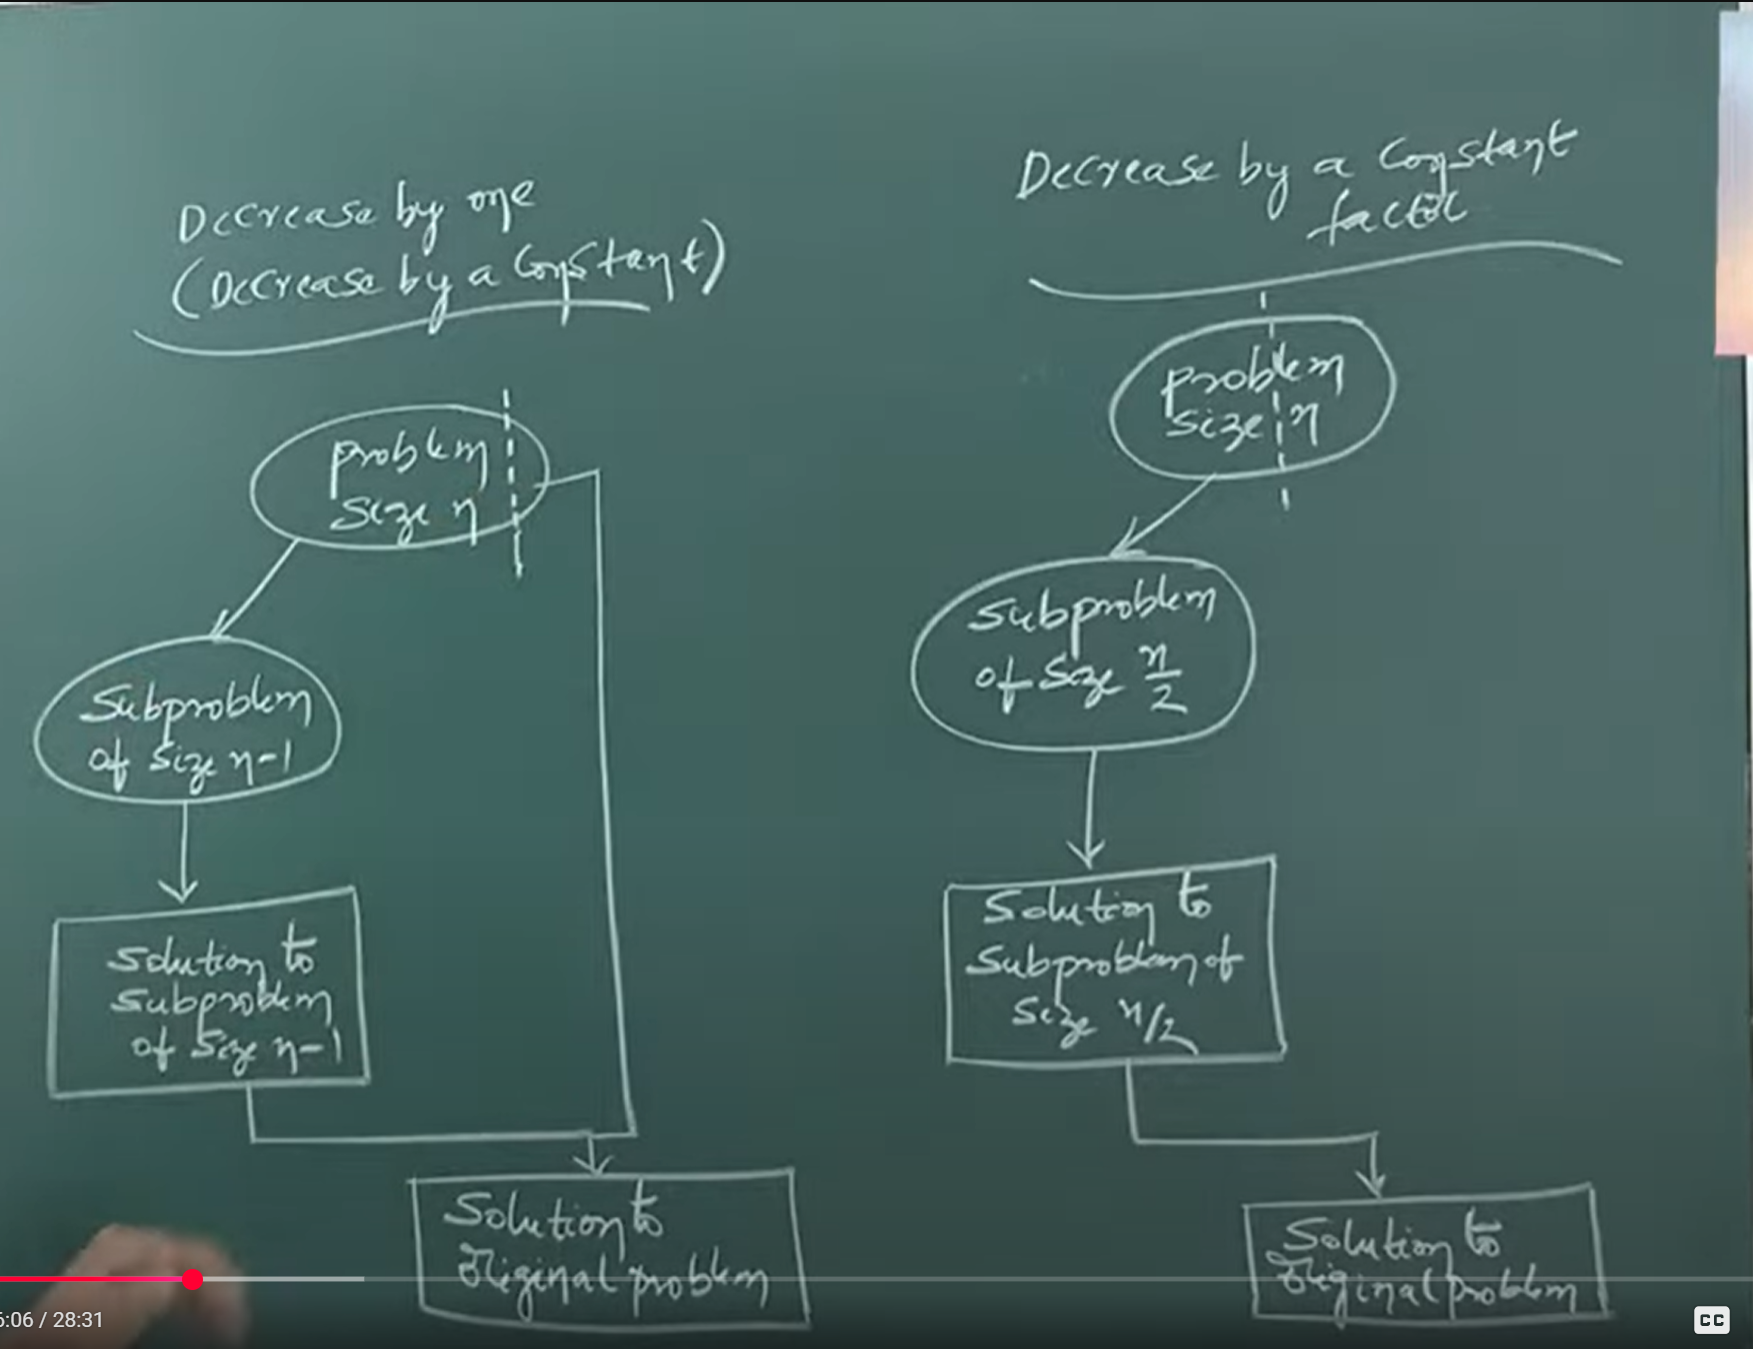 Decrease by one
(Decrease by a constant)
problem
size n
Subproblem
of size n-1
Solution to
subproblem
of size n-1
Solution to
original problem
Decrease by a constant
factor
problem
size n
Subproblem
of size n/2
Solution to
Subproblem of
size n/2
Solution to
original problem
6:06 / 28:31
CC